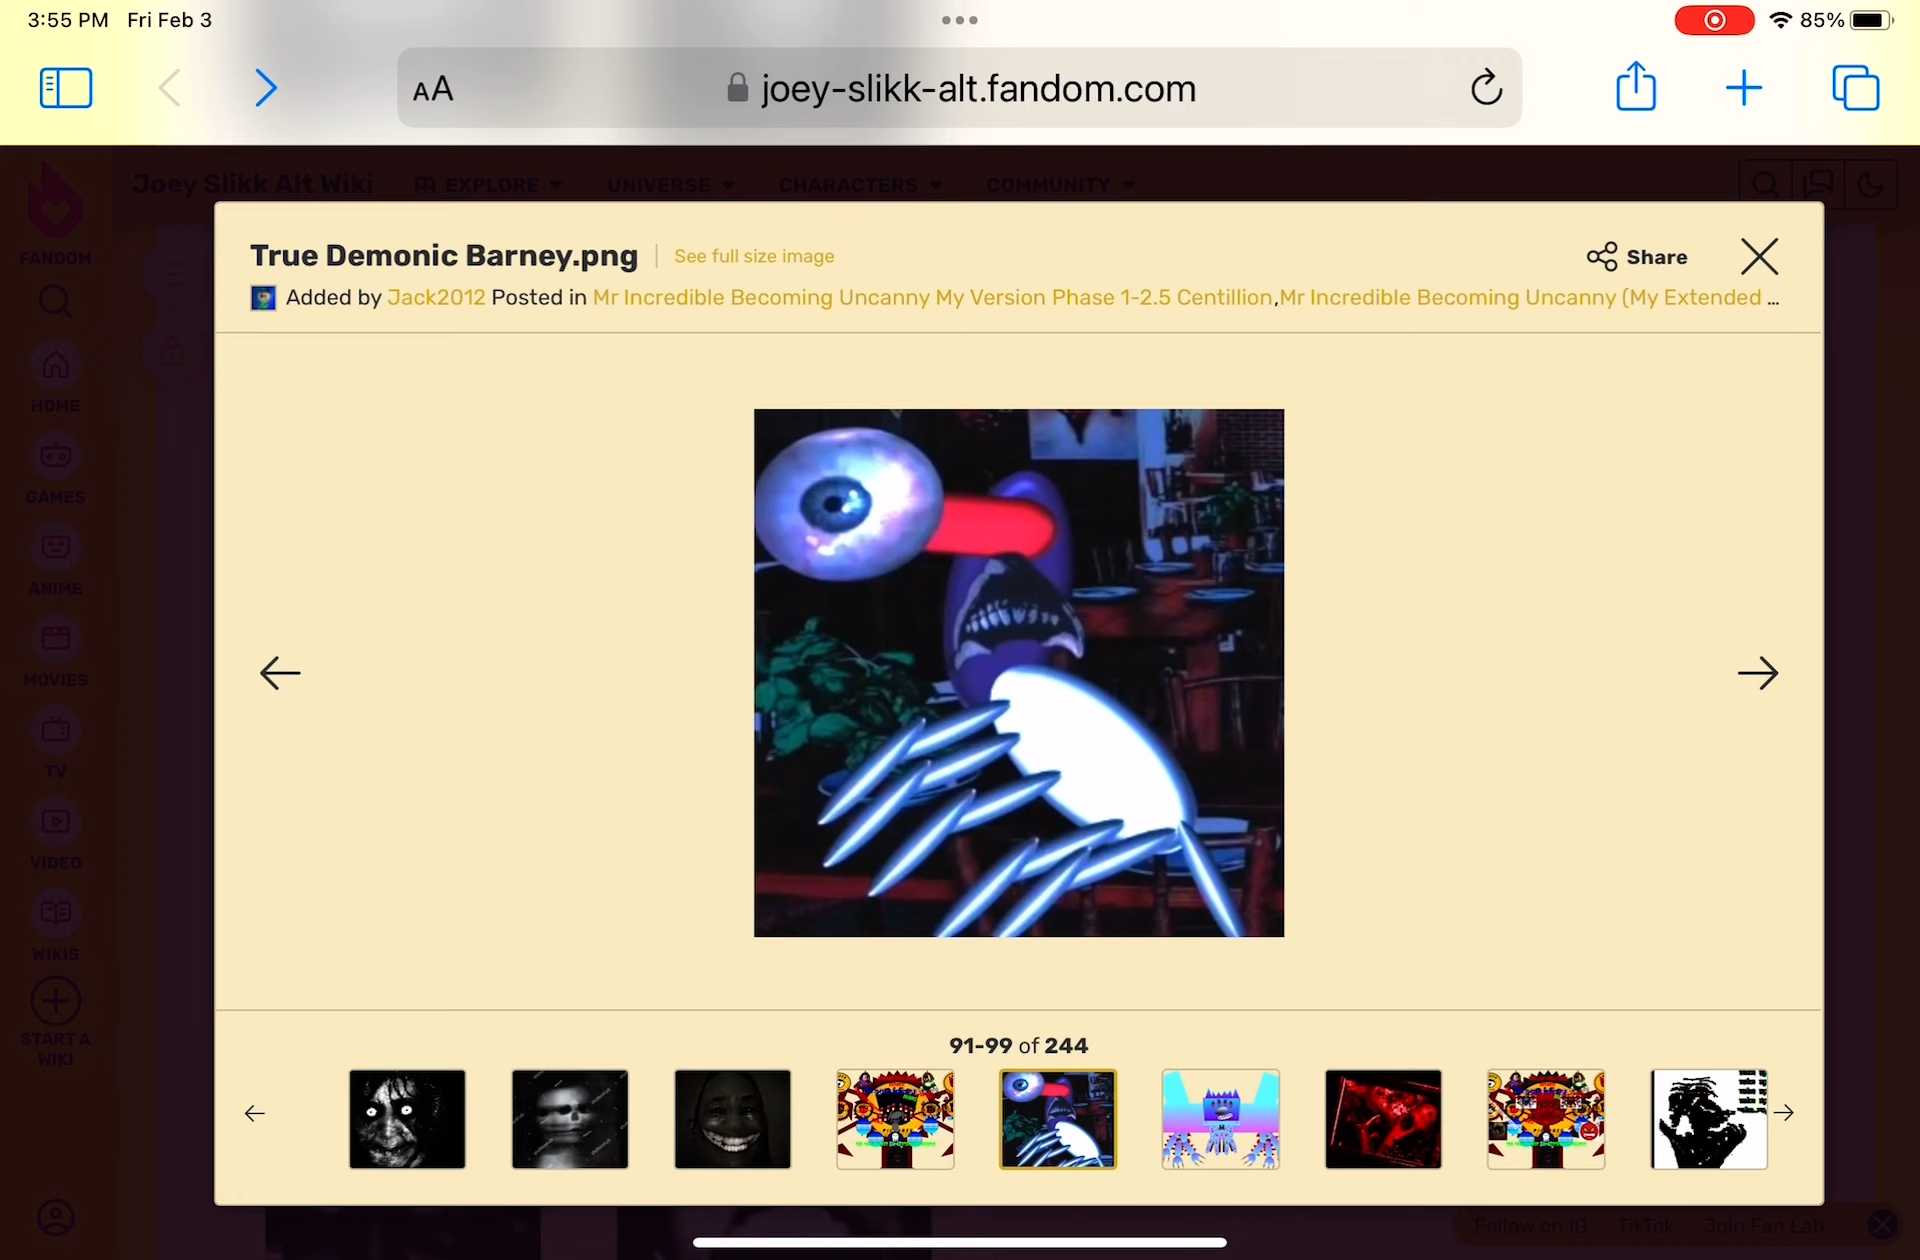 3:55 PM Fri Feb 3
85%
AA
joey-slikk-alt.fandom.com
Joey Slikk Alt Wiki
EXPLORE
UNIVERSE
CHARACTERS
COMMUNITY
FANDOM
HOME
GAMES
ANIME
MOVIES
TV
VIDEO
WIKIS
START A
WIKI
True Demonic Barney.png
See full size image
Share
Added by Jack2012 Posted in Mr Incredible Becoming Uncanny My Version Phase 1-2.5 Centillion,Mr Incredible Becoming Uncanny (My Extended ...
91-99 of 244
Follow on IG
TikTok
Join Fan Lab